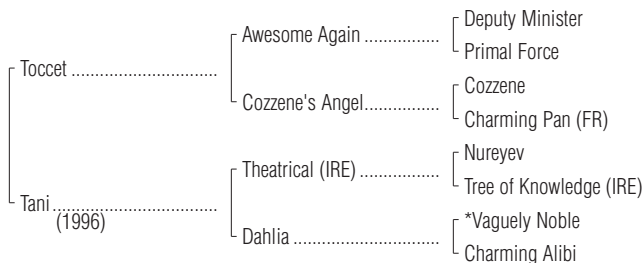 Deputy Minister
Awesome Again ................
Primal Force
Toccet ...............................
Cozzene
Cozzene's Angel................
Charming Pan (FR)
Nureyev
Theatrical (IRE) .................
Tree of Knowledge (IRE)
Tani...................................
(1996)
*Vaguely Noble
Dahlia ...............................
Charming Alibi